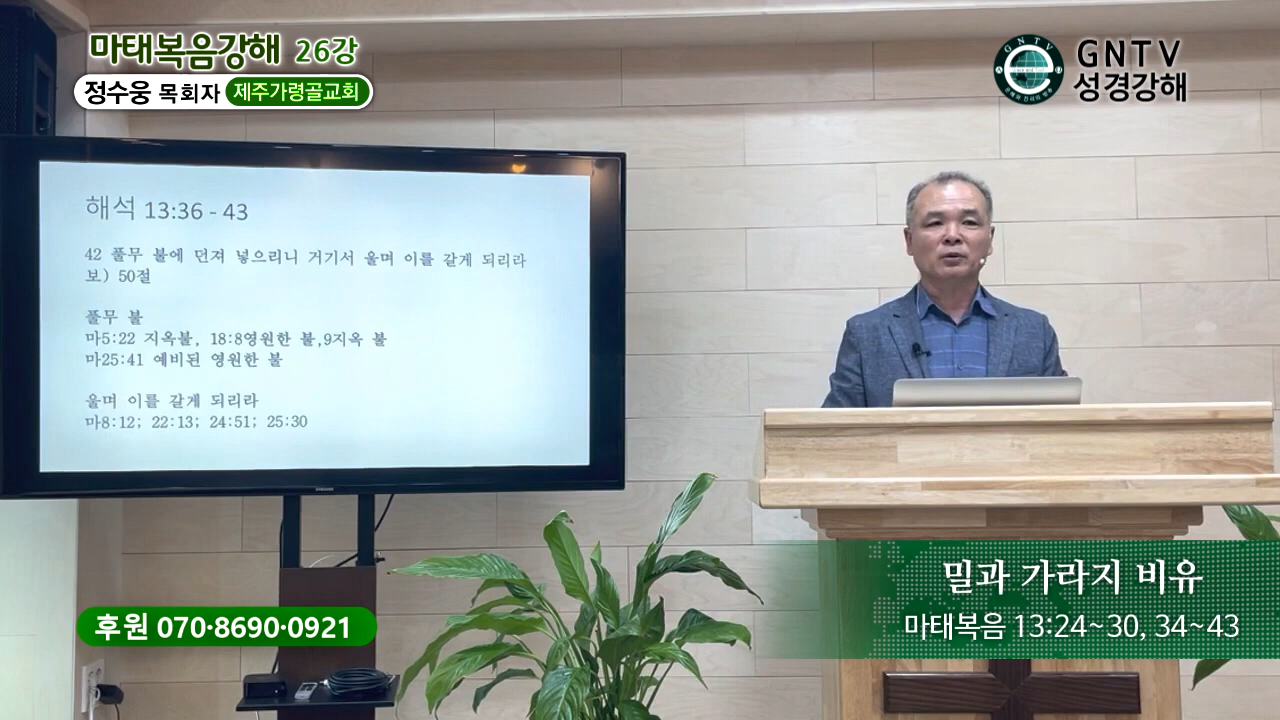 마태복음강해 26강
정수웅 목회자 제주가령골교회
GNTV
성경강해
해석 13:36 - 43
42 풀무 불에 던져 넣으리니 거기서 울며 이를 갈게 되리라
보) 50절
풀무 불
마5:22 지옥불, 18:8영원한 불,9지옥 불
마25:41 예비된 영원한 불
울며 이를 갈게 되리라
마8:12; 22:13; 24:51; 25:30
SAMSUNG
밀과 가라지 비유
마태복음 13:24~30, 34~43
후원 070·8690·0921